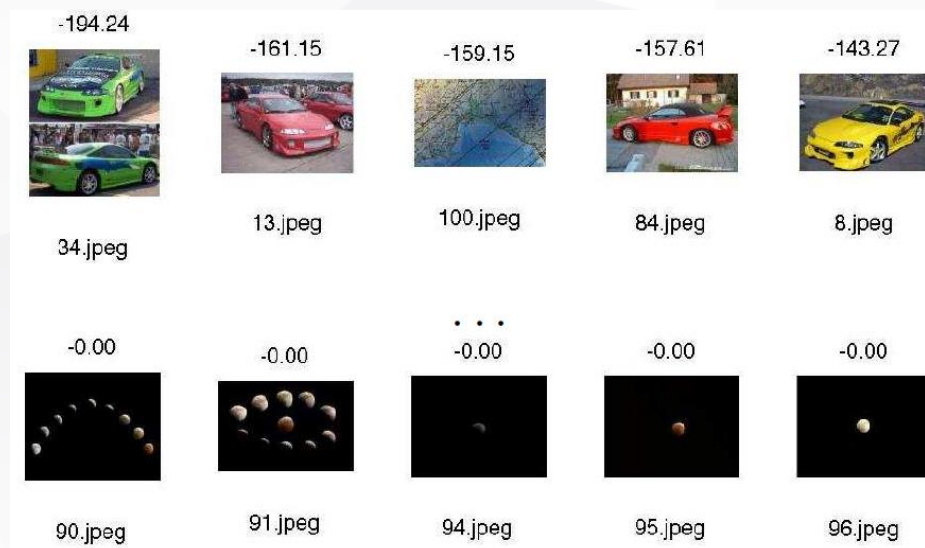 -194.24
-161.15
-159.15
-157.61
-143.27
34.jpeg
13.jpeg
100.jpeg
84.jpeg
8.jpeg
. . .
-0.00
-0.00
-0.00
-0.00
-0.00
90.jpeg
91.jpeg
94.jpeg
95.jpeg
96.jpeg